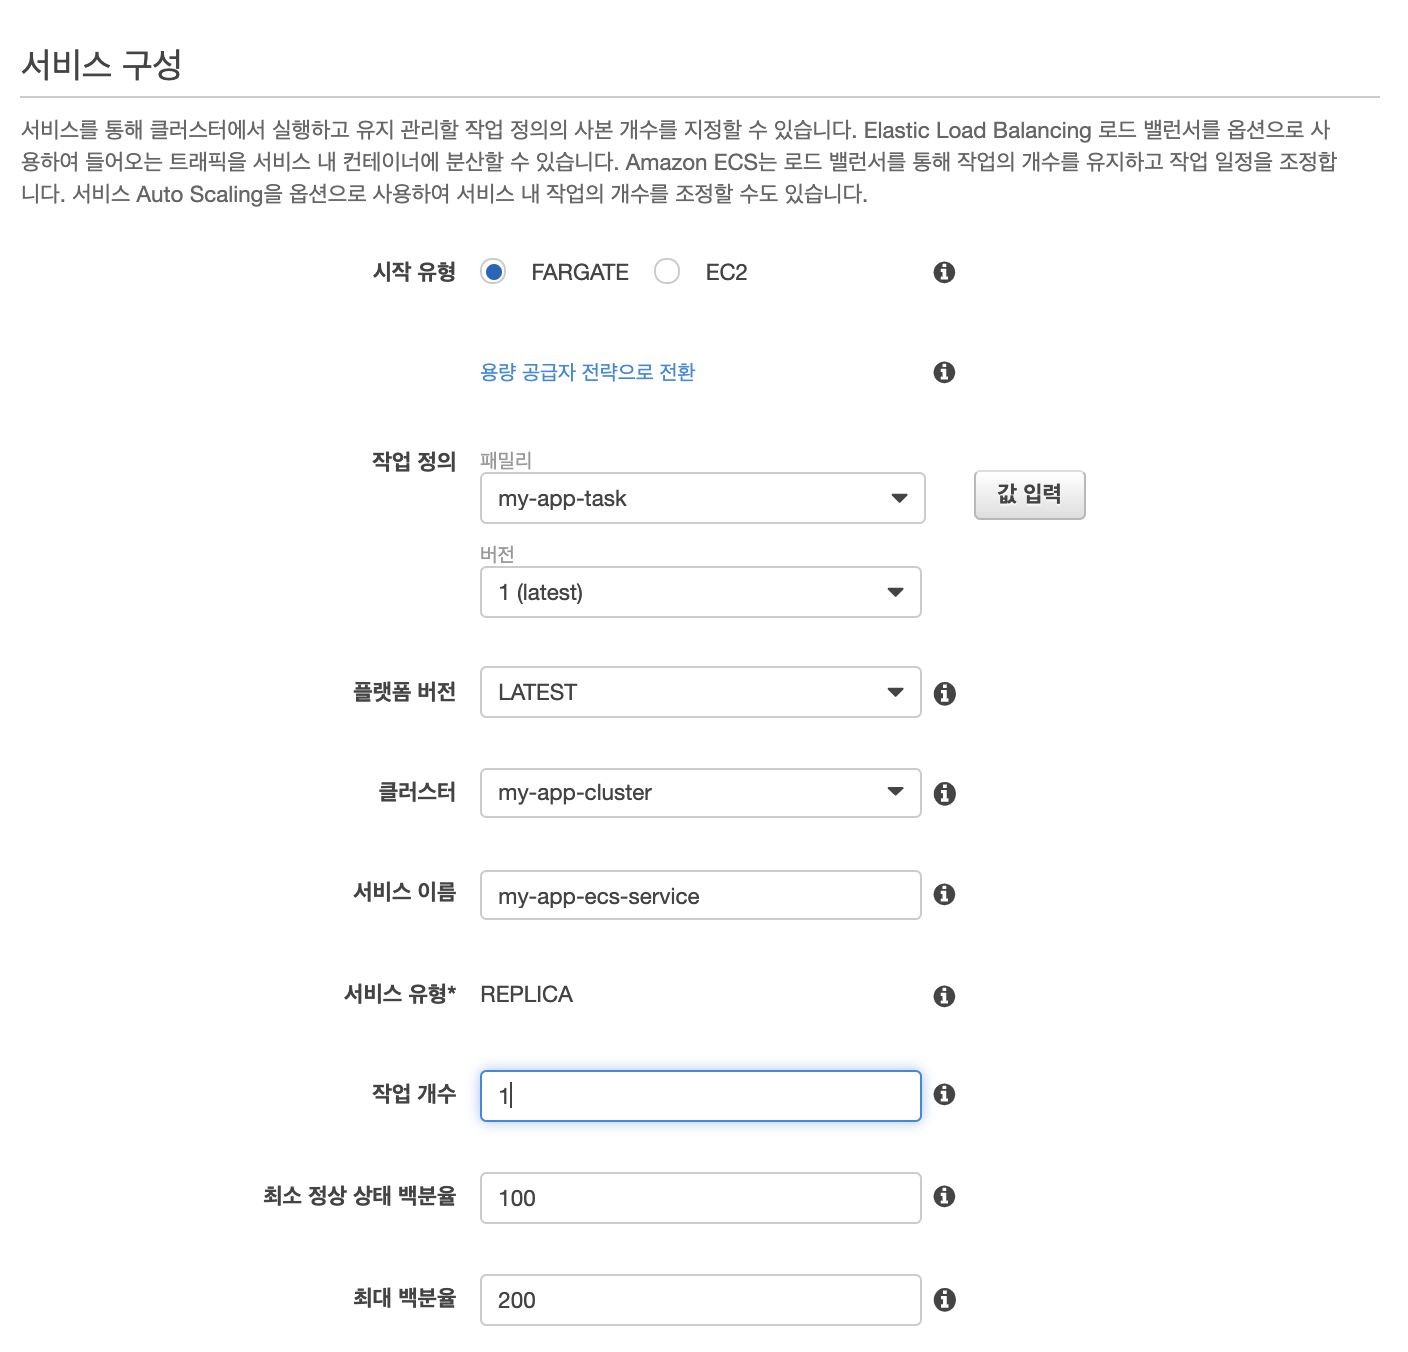 서비스 구성
서비스를 통해 클러스터에서 실행하고 유지 관리할 작업 정의의 사본 개수를 지정할 수 있습니다. Elastic Load Balancing 로드 밸런서를 옵션으로 사
용하여 들어오는 트래픽을 서비스 내 컨테이너에 분산할 수 있습니다. Amazon ECS는 로드 밸런서를 통해 작업의 개수를 유지하고 작업 일정을 조정합
니다. 서비스 Auto Scaling을 옵션으로 사용하여 서비스 내 작업의 개수를 조정할 수도 있습니다.
시작 유형 FARGATE EC2
용량 공급자 전략으로 전환
작업 정의 패밀리
my-app-task 값 입력
버전
1 (latest)
플랫폼 버전 LATEST
클러스터 my-app-cluster
서비스 이름 my-app-ecs-service
서비스 유형* REPLICA
작업 개수 1
최소 정상 상태 백분율 100
최대 백분율 200